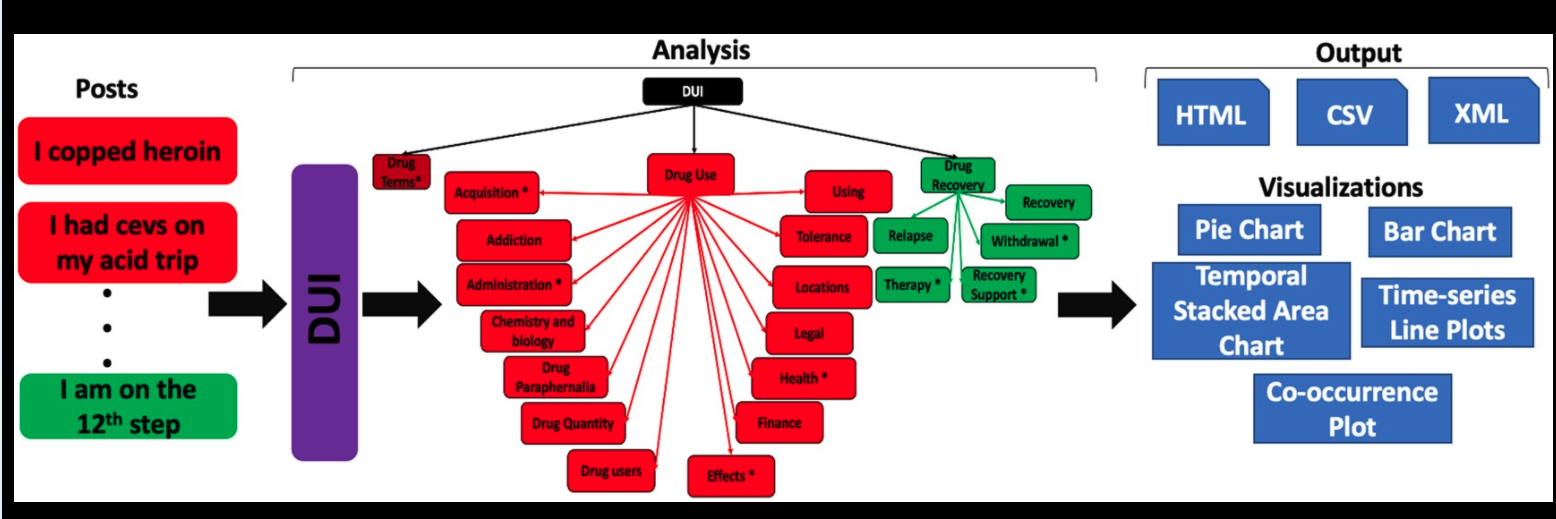 Posts
I copped heroin
I had cevs on
my acid trip
I am on the
12th step
DUI
Analysis
DUI
Drug
Terms*
Drug Use
Drug
Recovery
Acquisition *
Addiction
Administration *
Chemistry and
biology
Drug
Paraphernalia
Drug Quantity
Drug users
Effects *
Finance
Health *
Legal
Locations
Tolerance
Using
Relapse
Therapy *
Recovery
Support *
Withdrawal *
Recovery
Output
HTML
CSV
XML
Visualizations
Pie Chart
Bar Chart
Temporal
Stacked Area
Chart
Time-series
Line Plots
Co-occurrence
Plot